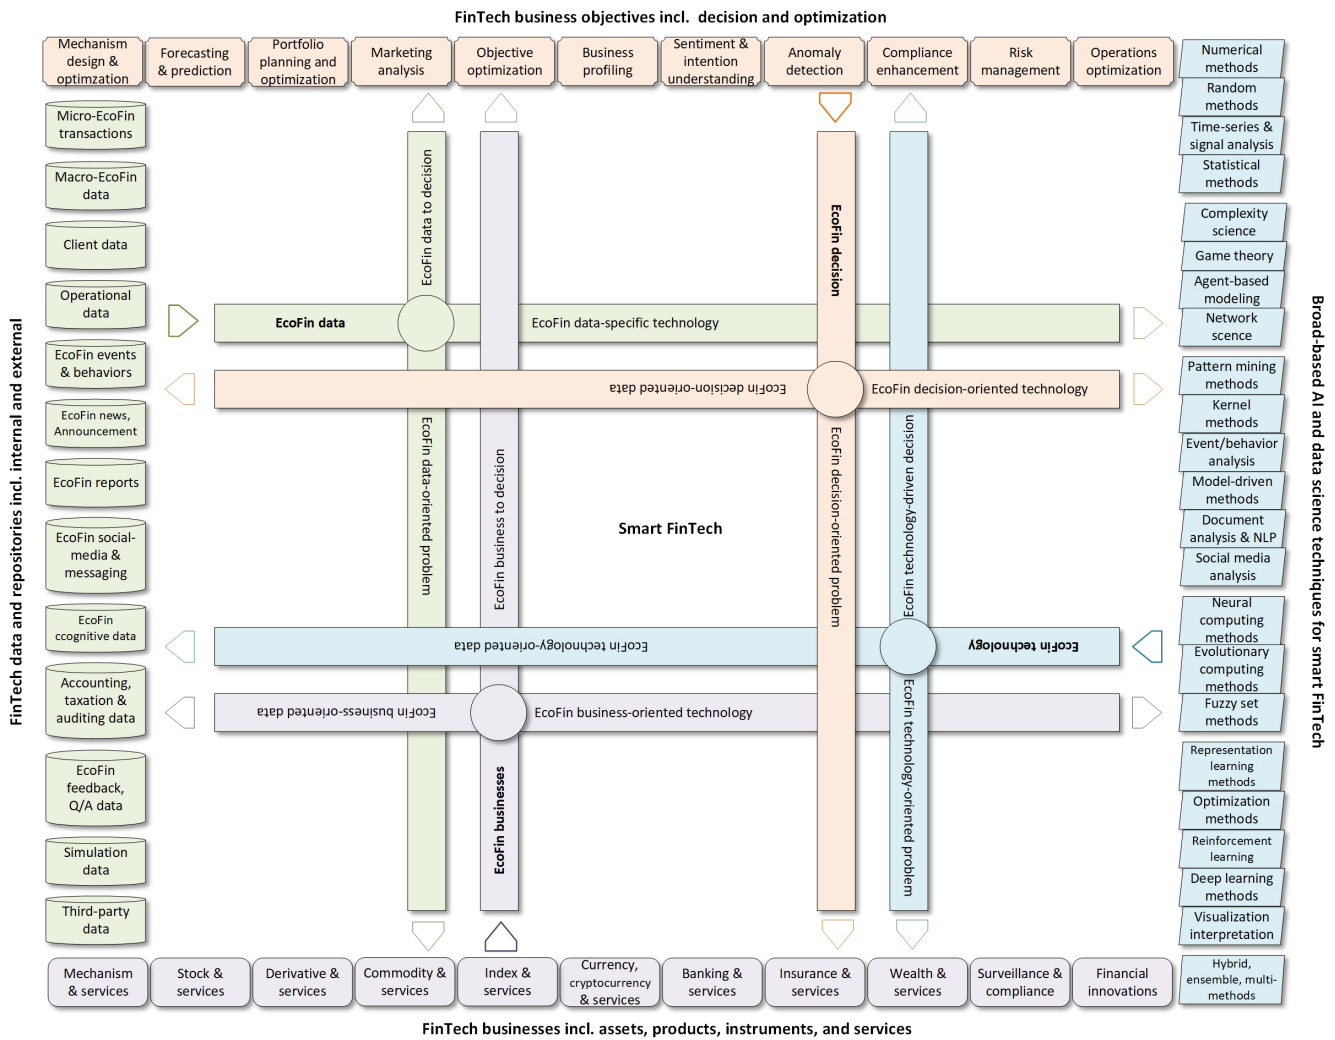 FinTech business objectives incl. decision and optimization
Mechanism
design &
optimzation
Forecasting
& prediction
Portfolio
planning and
optimization
Marketing
analysis
Objective
optimization
Business
profiling
Sentiment &
intention
understanding
Anomaly
detection
Compliance
enhancement
Risk
management
Operations
optimization
FinTech data and repositories incl. internal and external
Micro-EcoFin
transactions
Macro-EcoFin
data
Client data
Operational
data
EcoFin events
& behaviors
EcoFin news,
Announcement
EcoFin reports
EcoFin social-
media &
messaging
EcoFin
ccognitive data
Accounting,
taxation &
auditing data
EcoFin
feedback,
Q/A data
Simulation
data
Third-party
data
EcoFin data to decision
EcoFin decision
EcoFin data
EcoFin data-specific technology
EcoFin decision-oriented data
EcoFin decision-oriented technology
EcoFin data-oriented problem
EcoFin business to decision
Smart FinTech
EcoFin decision-oriented problem
EcoFin technology-driven decision
EcoFin technology-oriented data
EcoFin technology
EcoFin business-oriented data
EcoFin business-oriented technology
EcoFin businesses
EcoFin technology-oriented problem
Numerical
methods
Random
methods
Time-series &
signal analysis
Statistical
methods
Complexity
science
Game theory
Agent-based
modeling
Network
scence
Pattern mining
methods
Kernel
methods
Event/behavior
analysis
Model-driven
methods
Document
analysis & NLP
Social media
analysis
Neural
computing
methods
Evolutionary
computing
methods
Fuzzy set
methods
Representation
learning
methods
Optimization
methods
Reinforcement
learning
Deep learning
methods
Visualization
interpretation
Hybrid,
ensemble, multi-
methods
Broad-based AI and data science techniques for smart FinTech
Mechanism
& services
Stock &
services
Derivative &
services
Commodity &
services
Index &
services
Currency,
cryptocurrency
& services
Banking &
services
Insurance &
services
Wealth &
services
Surveillance &
compliance
Financial
innovations
FinTech businesses incl. assets, products, instruments, and services